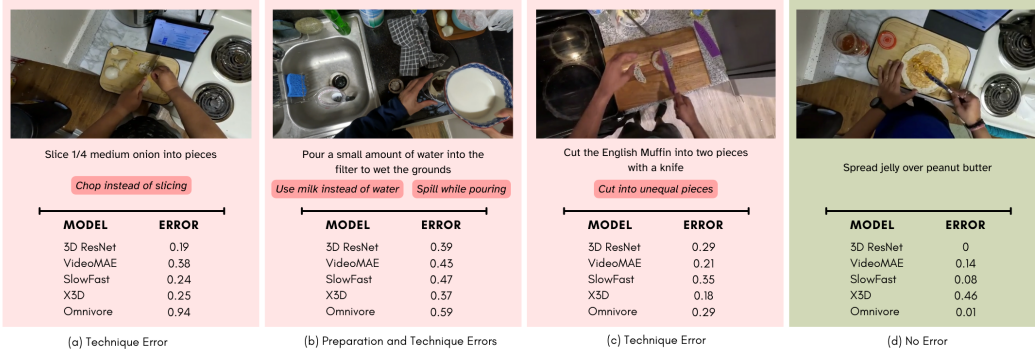 Slice 1/4 medium onion into pieces
Chop instead of slicing
MODEL ERROR
3D ResNet 0.19
VideoMAE 0.38
SlowFast 0.24
X3D 0.25
Omnivore 0.94
(a) Technique Error
Pour a small amount of water into the
filter to wet the grounds
Use milk instead of water Spill while pouring
MODEL ERROR
3D ResNet 0.39
VideoMAE 0.43
SlowFast 0.47
X3D 0.37
Omnivore 0.59
(b) Preparation and Technique Errors
Cut the English Muffin into two pieces
with a knife
Cut into unequal pieces
MODEL ERROR
3D ResNet 0.29
VideoMAE 0.21
SlowFast 0.35
X3D 0.18
Omnivore 0.29
(c) Technique Error
Spread jelly over peanut butter
MODEL ERROR
3D ResNet 0
VideoMAE 0.14
SlowFast 0.08
X3D 0.46
Omnivore 0.01
(d) No Error